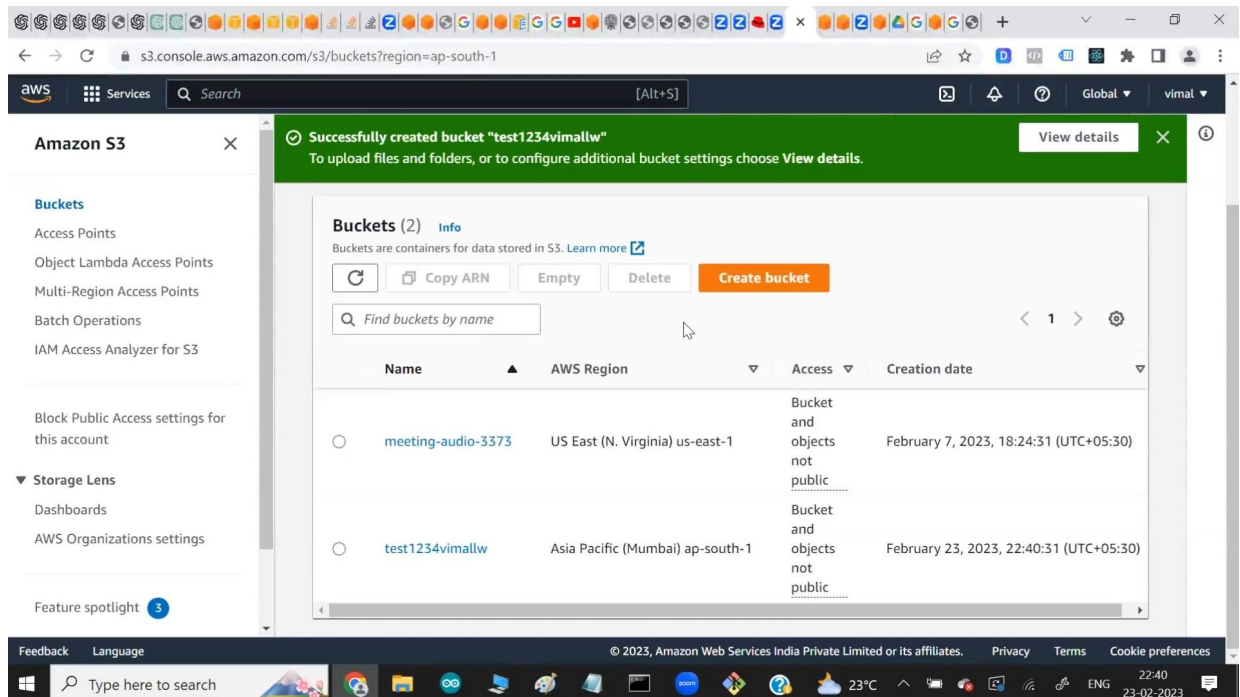 s3.console.aws.amazon.com/s3/buckets?region=ap-south-1
aws
Services
Search
[Alt+S]
Global
vimal
Amazon S3
Buckets
Access Points
Object Lambda Access Points
Multi-Region Access Points
Batch Operations
IAM Access Analyzer for S3
Block Public Access settings for
this account
Storage Lens
Dashboards
AWS Organizations settings
Feature spotlight 3
Successfully created bucket "test1234vimallw"
To upload files and folders, or to configure additional bucket settings choose View details.
View details
Buckets (2) Info
Buckets are containers for data stored in S3. Learn more
Copy ARN
Empty
Delete
Create bucket
Find buckets by name
1
Name AWS Region Access Creation date
meeting-audio-3373 US East (N. Virginia) us-east-1
Bucket
and
objects
not
public
February 7, 2023, 18:24:31 (UTC+05:30)
test1234vimallw Asia Pacific (Mumbai) ap-south-1
Bucket
and
objects
not
public
February 23, 2023, 22:40:31 (UTC+05:30)
Feedback Language © 2023, Amazon Web Services India Private Limited or its affiliates. Privacy Terms Cookie preferences
Type here to search
zoom
23°C
ENG
22:40
23-02-2023